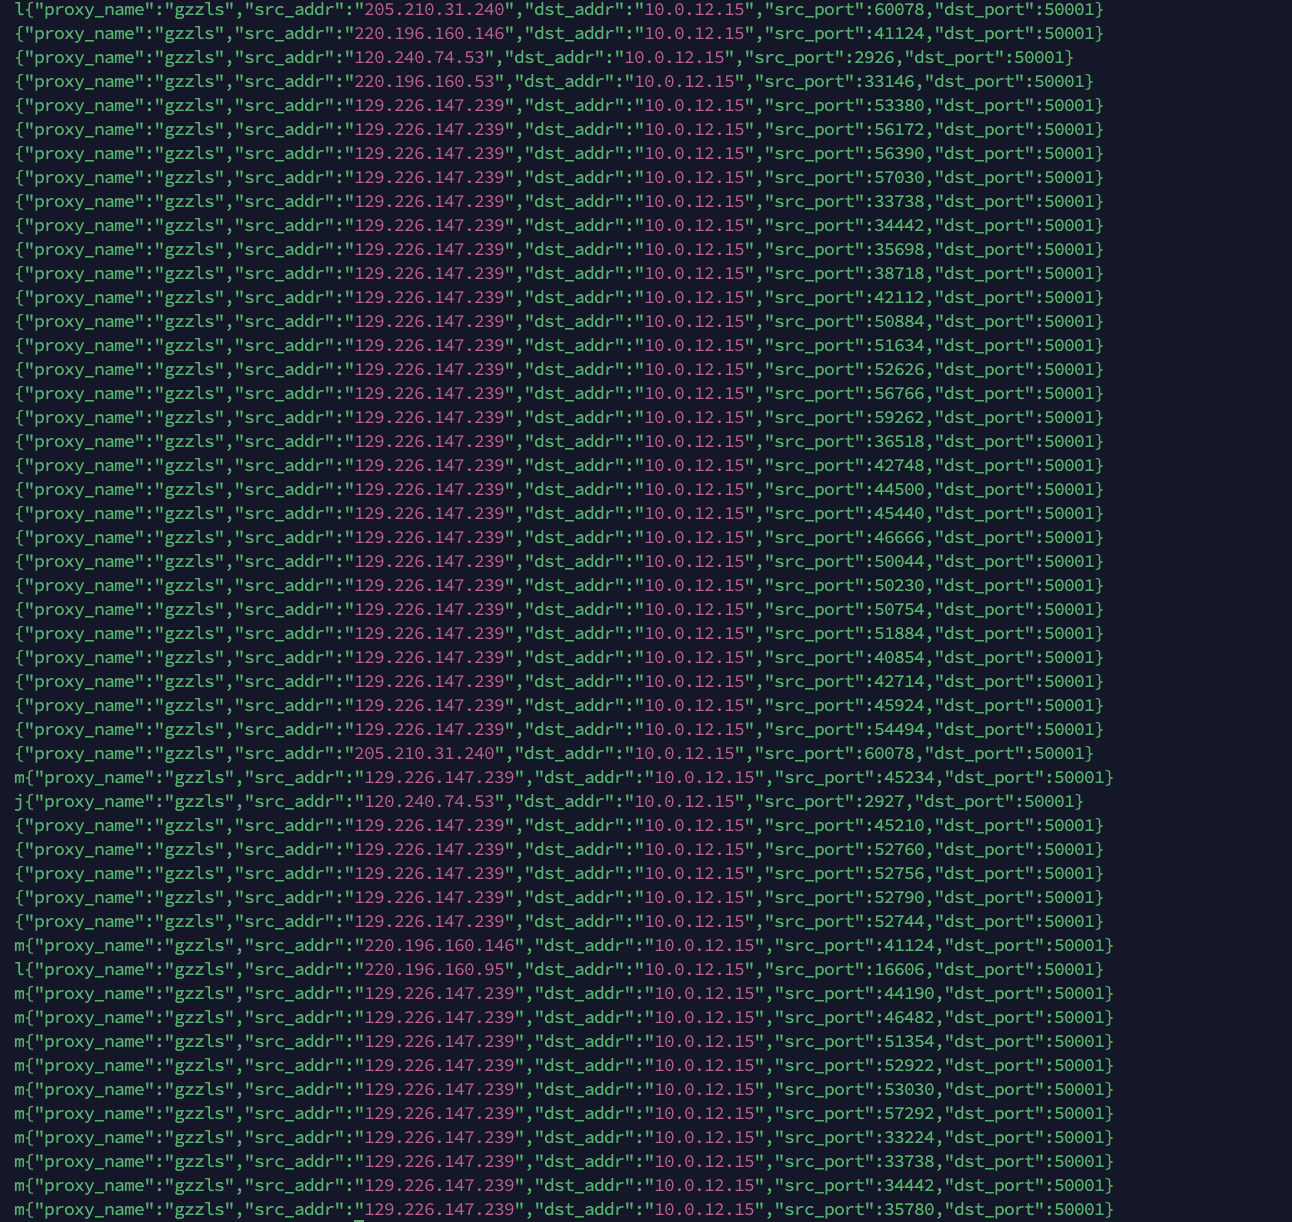 l{"proxy_name":"gzzls","src_addr":"205.210.31.240","dst_addr":"10.0.12.15","src_port":60078,"dst_port":50001}
{"proxy_name":"gzzls","src_addr":"220.196.160.146","dst_addr":"10.0.12.15","src_port":41124,"dst_port":50001}
{"proxy_name":"gzzls","src_addr":"120.240.74.53","dst_addr":"10.0.12.15","src_port":2926,"dst_port":50001}
{"proxy_name":"gzzls","src_addr":"220.196.160.53","dst_addr":"10.0.12.15","src_port":33146,"dst_port":50001}
{"proxy_name":"gzzls","src_addr":"129.226.147.239","dst_addr":"10.0.12.15","src_port":53380,"dst_port":50001}
{"proxy_name":"gzzls","src_addr":"129.226.147.239","dst_addr":"10.0.12.15","src_port":56172,"dst_port":50001}
{"proxy_name":"gzzls","src_addr":"129.226.147.239","dst_addr":"10.0.12.15","src_port":56390,"dst_port":50001}
{"proxy_name":"gzzls","src_addr":"129.226.147.239","dst_addr":"10.0.12.15","src_port":57030,"dst_port":50001}
{"proxy_name":"gzzls","src_addr":"129.226.147.239","dst_addr":"10.0.12.15","src_port":33738,"dst_port":50001}
{"proxy_name":"gzzls","src_addr":"129.226.147.239","dst_addr":"10.0.12.15","src_port":34442,"dst_port":50001}
{"proxy_name":"gzzls","src_addr":"129.226.147.239","dst_addr":"10.0.12.15","src_port":35698,"dst_port":50001}
{"proxy_name":"gzzls","src_addr":"129.226.147.239","dst_addr":"10.0.12.15","src_port":38718,"dst_port":50001}
{"proxy_name":"gzzls","src_addr":"129.226.147.239","dst_addr":"10.0.12.15","src_port":42112,"dst_port":50001}
{"proxy_name":"gzzls","src_addr":"129.226.147.239","dst_addr":"10.0.12.15","src_port":50884,"dst_port":50001}
{"proxy_name":"gzzls","src_addr":"129.226.147.239","dst_addr":"10.0.12.15","src_port":51634,"dst_port":50001}
{"proxy_name":"gzzls","src_addr":"129.226.147.239","dst_addr":"10.0.12.15","src_port":52626,"dst_port":50001}
{"proxy_name":"gzzls","src_addr":"129.226.147.239","dst_addr":"10.0.12.15","src_port":56766,"dst_port":50001}
{"proxy_name":"gzzls","src_addr":"129.226.147.239","dst_addr":"10.0.12.15","src_port":59262,"dst_port":50001}
{"proxy_name":"gzzls","src_addr":"129.226.147.239","dst_addr":"10.0.12.15","src_port":36518,"dst_port":50001}
{"proxy_name":"gzzls","src_addr":"129.226.147.239","dst_addr":"10.0.12.15","src_port":42748,"dst_port":50001}
{"proxy_name":"gzzls","src_addr":"129.226.147.239","dst_addr":"10.0.12.15","src_port":44500,"dst_port":50001}
{"proxy_name":"gzzls","src_addr":"129.226.147.239","dst_addr":"10.0.12.15","src_port":45440,"dst_port":50001}
{"proxy_name":"gzzls","src_addr":"129.226.147.239","dst_addr":"10.0.12.15","src_port":46666,"dst_port":50001}
{"proxy_name":"gzzls","src_addr":"129.226.147.239","dst_addr":"10.0.12.15","src_port":50044,"dst_port":50001}
{"proxy_name":"gzzls","src_addr":"129.226.147.239","dst_addr":"10.0.12.15","src_port":50230,"dst_port":50001}
{"proxy_name":"gzzls","src_addr":"129.226.147.239","dst_addr":"10.0.12.15","src_port":50754,"dst_port":50001}
{"proxy_name":"gzzls","src_addr":"129.226.147.239","dst_addr":"10.0.12.15","src_port":51884,"dst_port":50001}
{"proxy_name":"gzzls","src_addr":"129.226.147.239","dst_addr":"10.0.12.15","src_port":40854,"dst_port":50001}
{"proxy_name":"gzzls","src_addr":"129.226.147.239","dst_addr":"10.0.12.15","src_port":42714,"dst_port":50001}
{"proxy_name":"gzzls","src_addr":"129.226.147.239","dst_addr":"10.0.12.15","src_port":45924,"dst_port":50001}
{"proxy_name":"gzzls","src_addr":"129.226.147.239","dst_addr":"10.0.12.15","src_port":54494,"dst_port":50001}
{"proxy_name":"gzzls","src_addr":"205.210.31.240","dst_addr":"10.0.12.15","src_port":60078,"dst_port":50001}
m{"proxy_name":"gzzls","src_addr":"129.226.147.239","dst_addr":"10.0.12.15","src_port":45234,"dst_port":50001}
j{"proxy_name":"gzzls","src_addr":"120.240.74.53","dst_addr":"10.0.12.15","src_port":2927,"dst_port":50001}
{"proxy_name":"gzzls","src_addr":"129.226.147.239","dst_addr":"10.0.12.15","src_port":45210,"dst_port":50001}
{"proxy_name":"gzzls","src_addr":"129.226.147.239","dst_addr":"10.0.12.15","src_port":52760,"dst_port":50001}
{"proxy_name":"gzzls","src_addr":"129.226.147.239","dst_addr":"10.0.12.15","src_port":52756,"dst_port":50001}
{"proxy_name":"gzzls","src_addr":"129.226.147.239","dst_addr":"10.0.12.15","src_port":52790,"dst_port":50001}
{"proxy_name":"gzzls","src_addr":"129.226.147.239","dst_addr":"10.0.12.15","src_port":52744,"dst_port":50001}
m{"proxy_name":"gzzls","src_addr":"220.196.160.146","dst_addr":"10.0.12.15","src_port":41124,"dst_port":50001}
l{"proxy_name":"gzzls","src_addr":"220.196.160.95","dst_addr":"10.0.12.15","src_port":16606,"dst_port":50001}
m{"proxy_name":"gzzls","src_addr":"129.226.147.239","dst_addr":"10.0.12.15","src_port":44190,"dst_port":50001}
m{"proxy_name":"gzzls","src_addr":"129.226.147.239","dst_addr":"10.0.12.15","src_port":46482,"dst_port":50001}
m{"proxy_name":"gzzls","src_addr":"129.226.147.239","dst_addr":"10.0.12.15","src_port":51354,"dst_port":50001}
m{"proxy_name":"gzzls","src_addr":"129.226.147.239","dst_addr":"10.0.12.15","src_port":52922,"dst_port":50001}
m{"proxy_name":"gzzls","src_addr":"129.226.147.239","dst_addr":"10.0.12.15","src_port":53030,"dst_port":50001}
m{"proxy_name":"gzzls","src_addr":"129.226.147.239","dst_addr":"10.0.12.15","src_port":57292,"dst_port":50001}
m{"proxy_name":"gzzls","src_addr":"129.226.147.239","dst_addr":"10.0.12.15","src_port":33224,"dst_port":50001}
m{"proxy_name":"gzzls","src_addr":"129.226.147.239","dst_addr":"10.0.12.15","src_port":33738,"dst_port":50001}
m{"proxy_name":"gzzls","src_addr":"129.226.147.239","dst_addr":"10.0.12.15","src_port":34442,"dst_port":50001}
m{"proxy_name":"gzzls","src_addr":"129.226.147.239","dst_addr":"10.0.12.15","src_port":35780,"dst_port":50001}